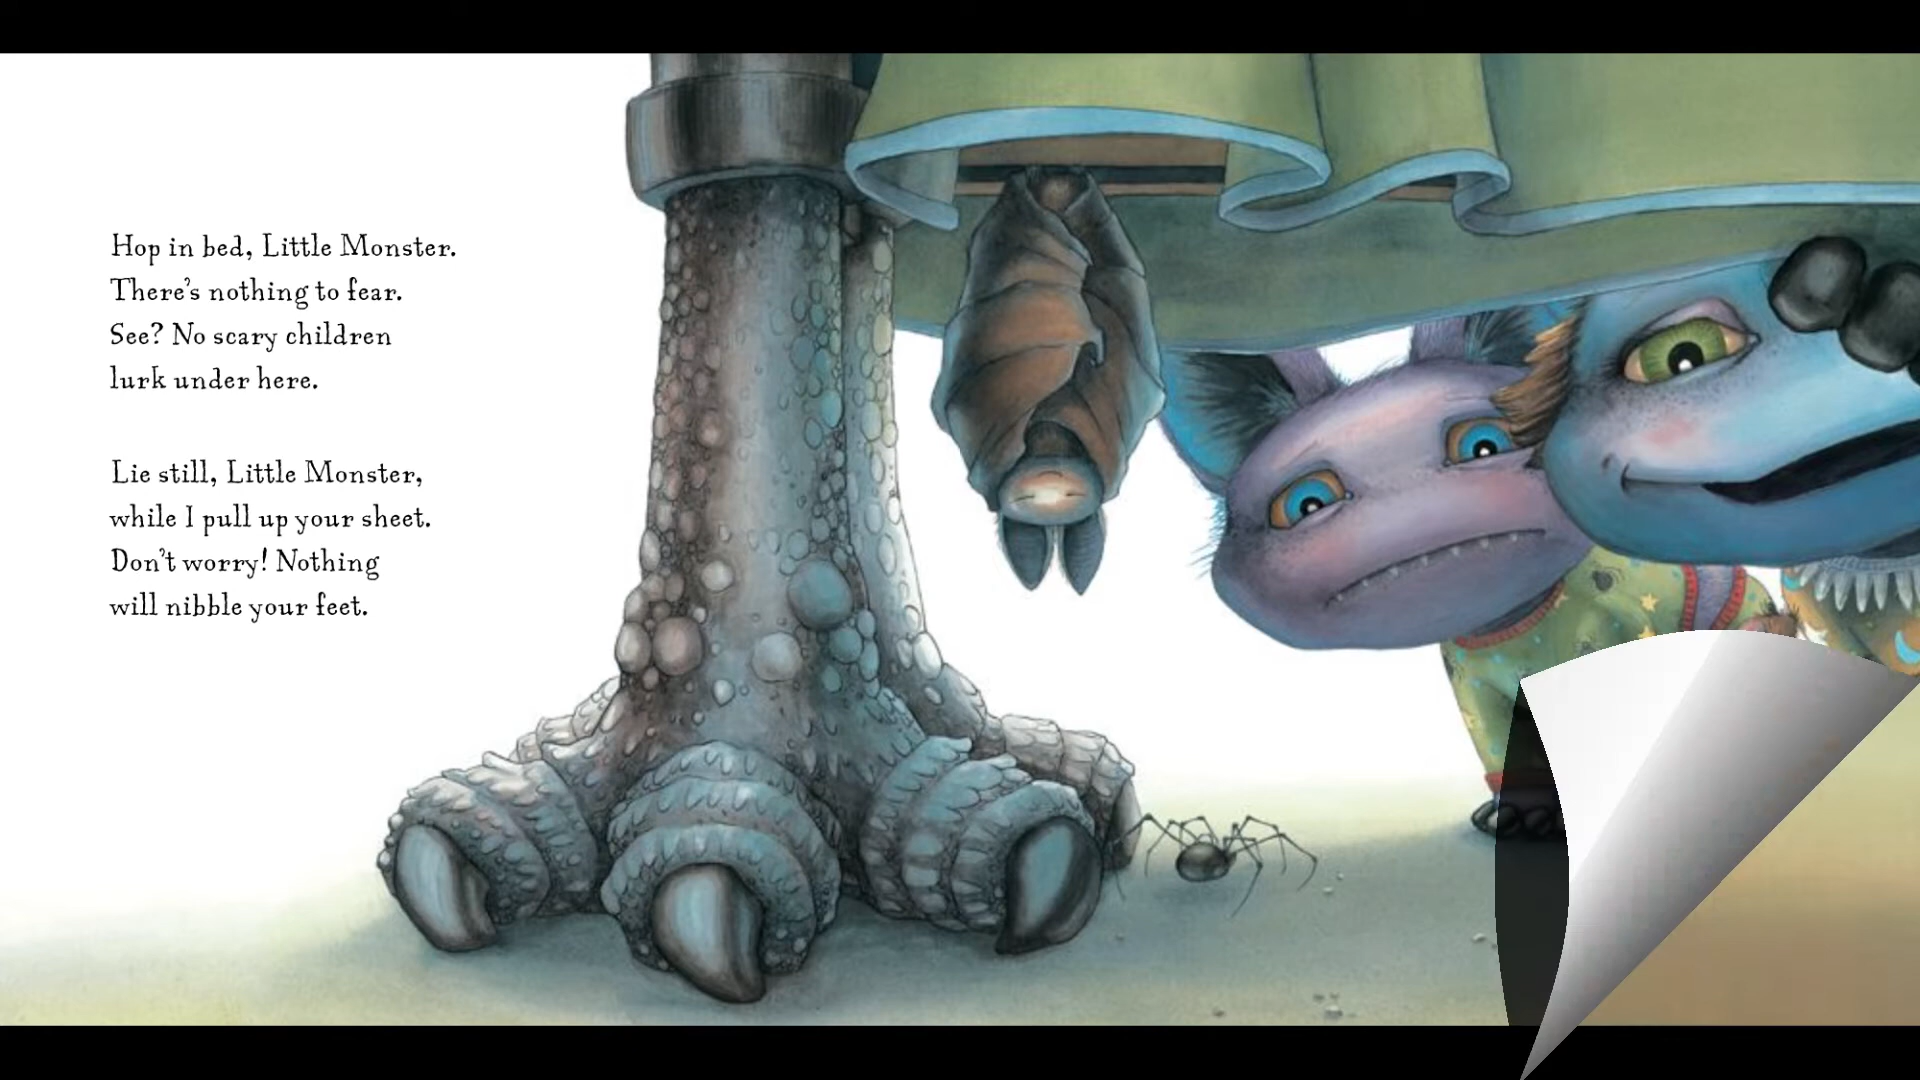 Hop in bed, Little Monster.
There's nothing to fear.
See? No scary children
lurk under here.
Lie still, Little Monster,
while I pull up your sheet.
Don't worry! Nothing
will nibble your feet.